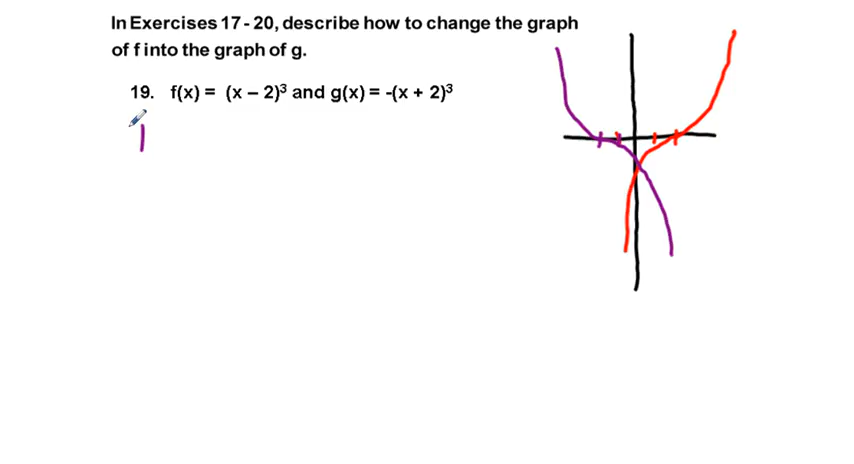 In Exercises 17 - 20, describe how to change the graph
of f into the graph of g.
19. f(x) = (x – 2)³ and g(x) = -(x + 2)³